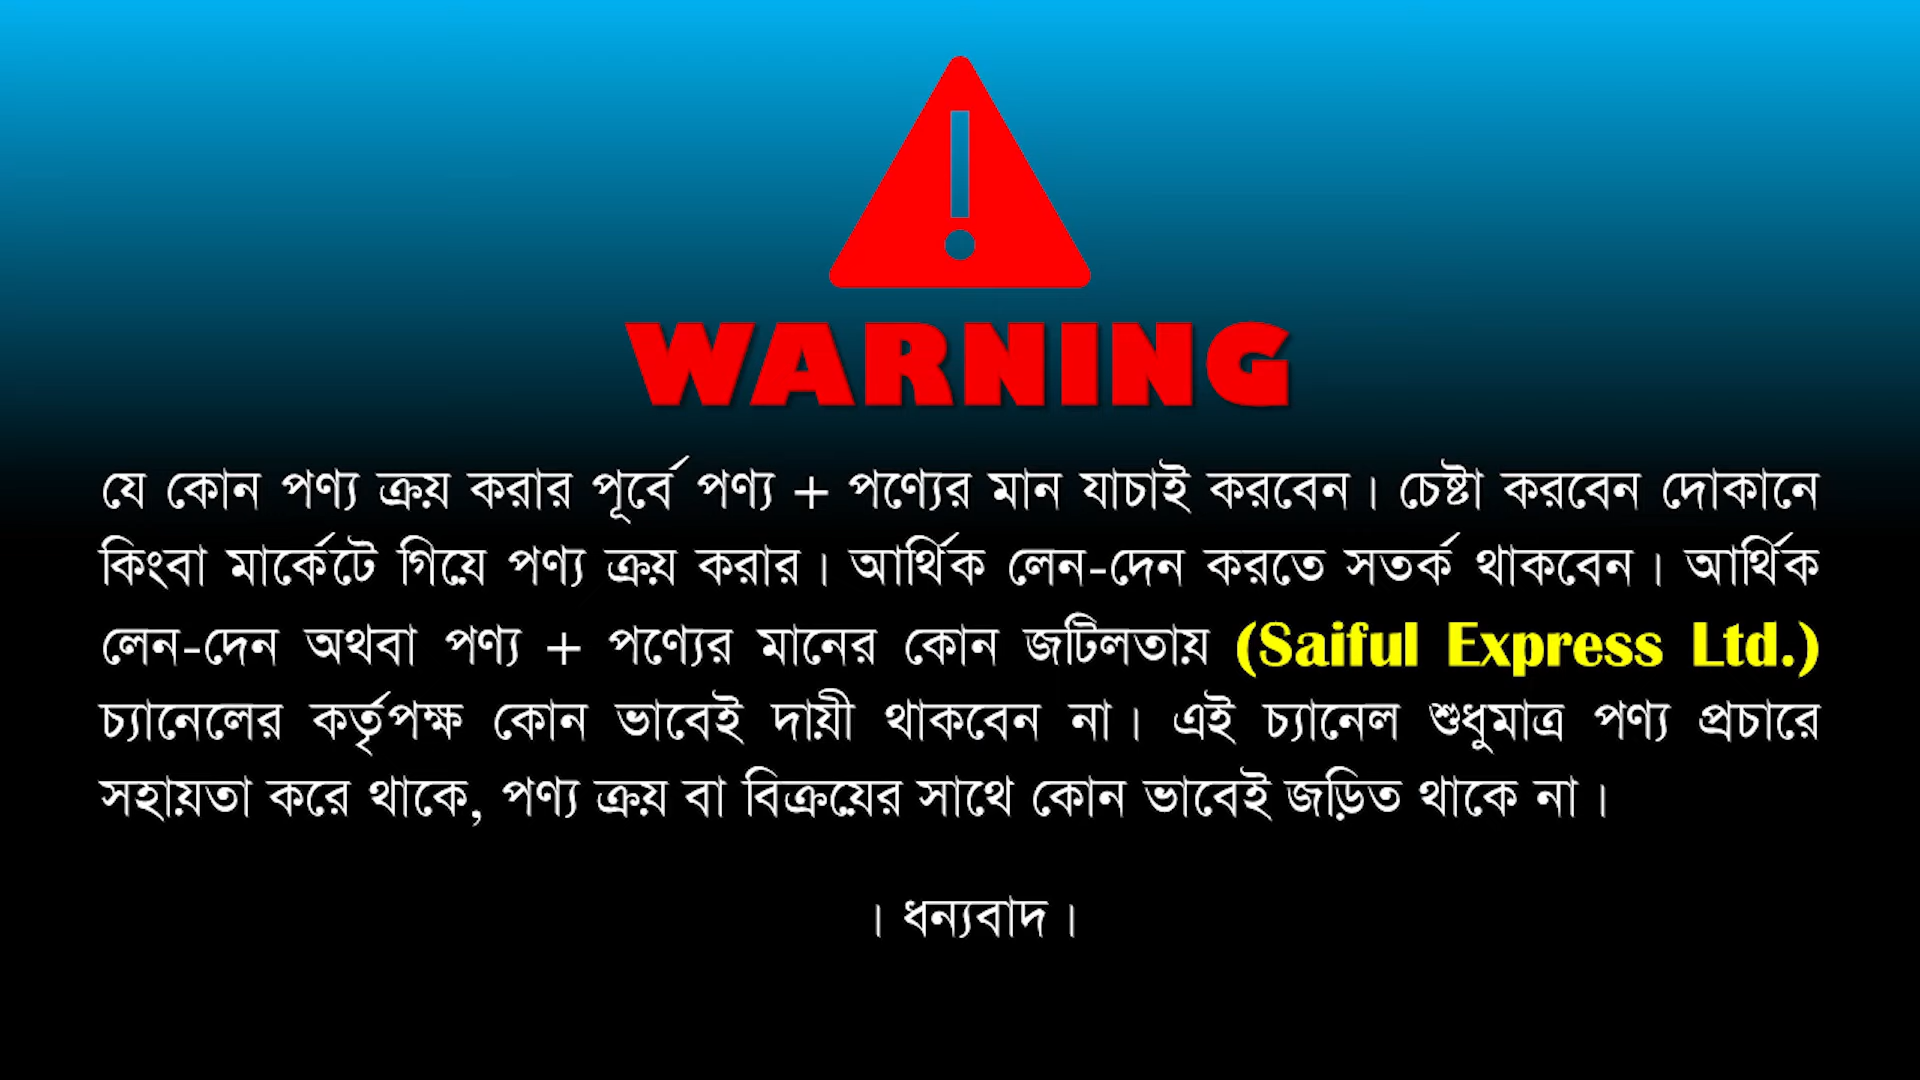 WARNING
যে কোন পণ্য ক্রয় করার পূর্বে পণ্য + পণ্যের মান যাচাই করবেন। চেষ্টা করবেন দোকানে
কিংবা মার্কেটে গিয়ে পণ্য ক্রয় করার। আর্থিক লেন-দেন করতে সতর্ক থাকবেন। আর্থিক
লেন-দেন অথবা পণ্য + পণ্যের মানের কোন জটিলতায় (Saiful Express Ltd.)
চ্যানেলের কর্তৃপক্ষ কোন ভাবেই দায়ী থাকবেন না। এই চ্যানেল শুধুমাত্র পণ্য প্রচারে
সহায়তা করে থাকে, পণ্য ক্রয় বা বিক্রয়ের সাথে কোন ভাবেই জড়িত থাকে না।
। ধন্যবাদ।